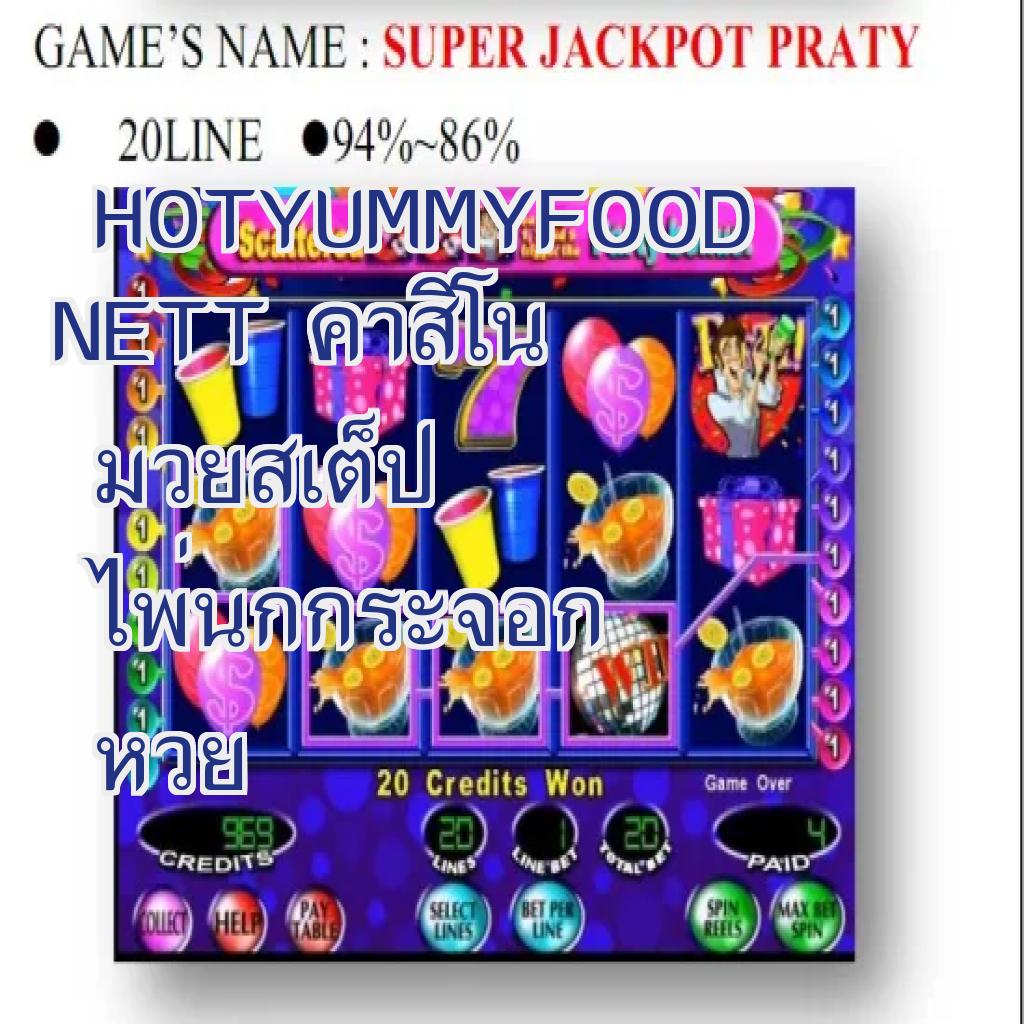 GAME'S NAME : SUPER JACKPOT PRATY
● 20LINE ●94%~86%
HOTYUMMYFOOD
Scattered
NETT คาสิโน
มวยสเต็ป
ไพ่นกกระจอก
หวย
20 Credits Won
Game Over
969 20 1 20 4
CREDITS LINES LINE BET TOTAL BET PAID
COLLECT HELP PAY TABLE SELECT LINES BET PER LINE SPIN REELS MAX BET SPIN